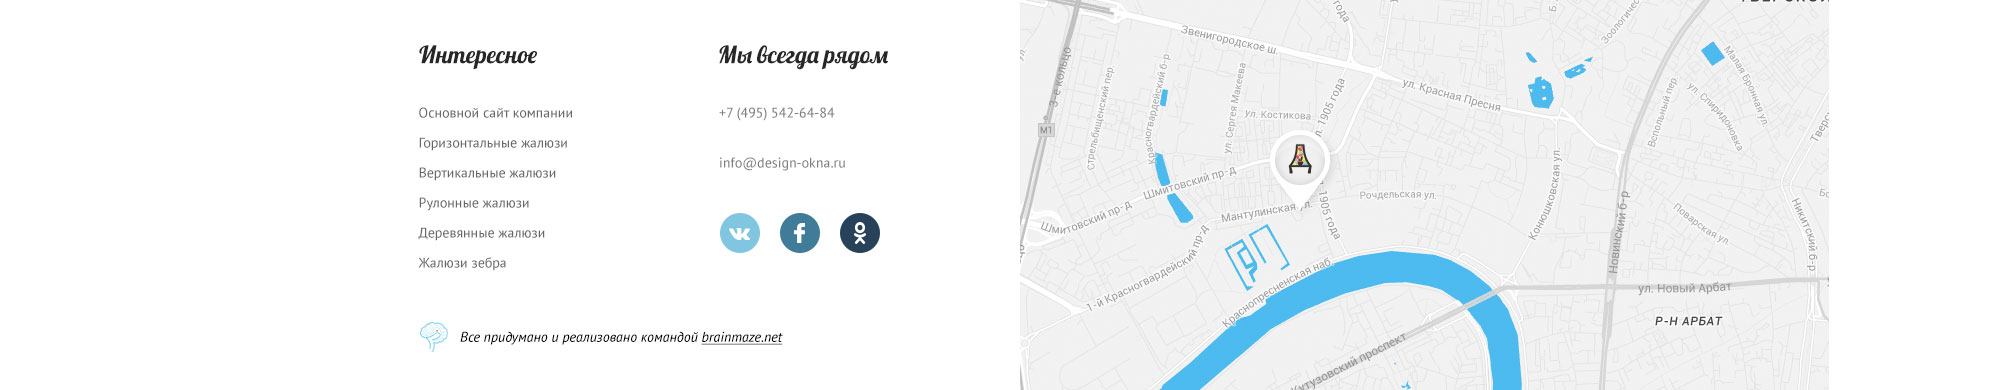 Интересное
Основной сайт компании
Горизонтальные жалюзи
Вертикальные жалюзи
Рулонные жалюзи
Деревянные жалюзи
Жалюзи зебра
Мы всегда рядом
+7 (495) 542-64-84
info@design-okna.ru
Все придумано и реализовано командой brainmaze.net
Звенигородское ш.
3-е кольцо
М1
Стрельбищенский пер
Красногвардейский б-р
ул. Сергея Макеева
ул. Костикова
ул. Красная Пресня
Зоологическая
Малая Бронная ул.
ул. Спиридоновка
Вспольный пер.
Шмитовский пр-д
Шмитовский пр-д.
Мантулинская ул.
Рочдельская ул.
1905 года
1905 года
Конюшковская ул.
Новинский б-р
Поварская ул.
Никитский б-р
1-й Красногвардейский пр-д
Краснопресненская наб.
ул. Новый Арбат
Р-Н АРБАТ
Кутузовский проспект